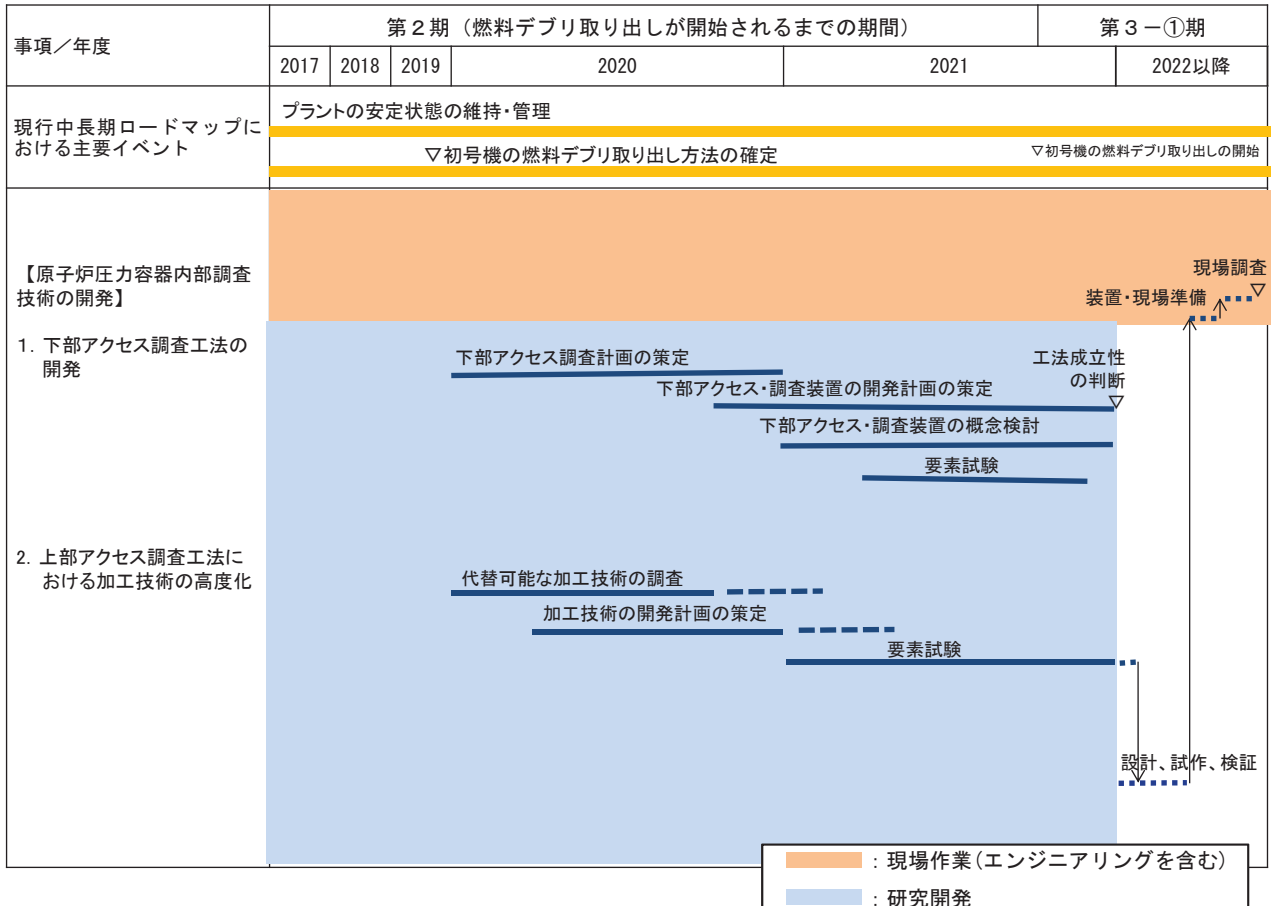 事項／年度
第２期（燃料デブリ取り出しが開始されるまでの期間）
第３－①期
2017
2018
2019
2020
2021
2022以降
現行中長期ロードマップに
おける主要イベント
プラントの安定状態の維持・管理
▽初号機の燃料デブリ取り出し方法の確定
▽初号機の燃料デブリ取り出しの開始
【原子炉圧力容器内部調査
技術の開発】
現場調査
▽
装置・現場準備
1．下部アクセス調査工法の
開発
下部アクセス調査計画の策定
工法成立性
の判断
▽
下部アクセス・調査装置の開発計画の策定
下部アクセス・調査装置の概念検討
要素試験
2．上部アクセス調査工法に
おける加工技術の高度化
代替可能な加工技術の調査
加工技術の開発計画の策定
要素試験
設計、試作、検証
：現場作業（エンジニアリングを含む）
：研究開発